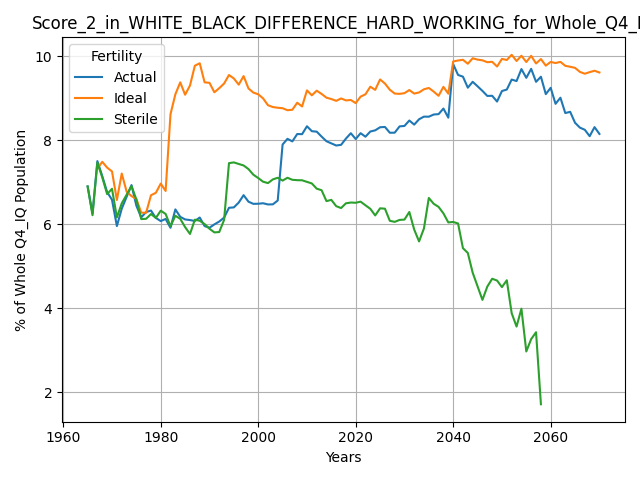 Score_2_in_WHITE_BLACK_DIFFERENCE_HARD_WORKING_for_Whole_Q4_I
Fertility
Actual
Ideal
Sterile
10
8
6
4
2
% of Whole Q4_IQ Population
1960 1980 2000 2020 2040 2060
Years